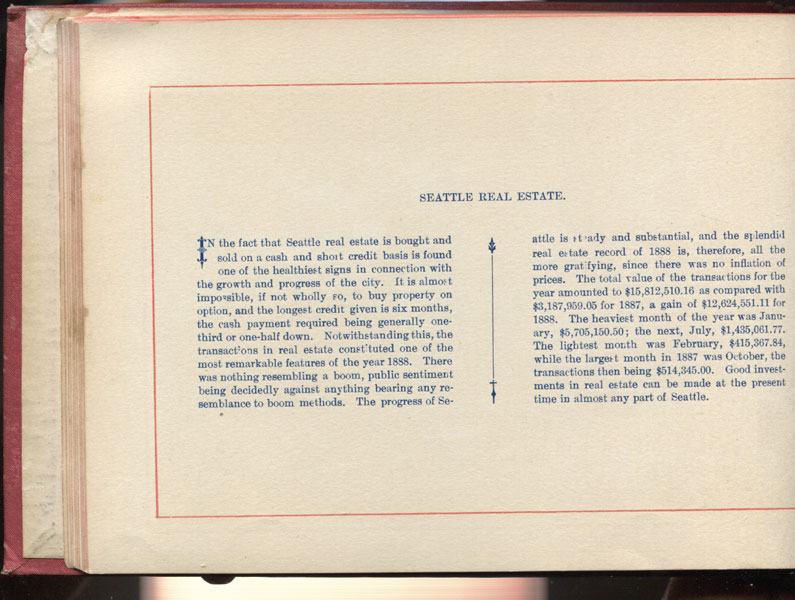 SEATTLE REAL ESTATE.
IN the fact that Seattle real estate is bought and
sold on a cash and short credit basis is found
one of the healthiest signs in connection with
the growth and progress of the city. It is almost
impossible, if not wholly so, to buy property on
option, and the longest credit given is six months,
the cash payment required being generally one-
third or one-half down. Notwithstanding this, the
transactions in real estate constituted one of the
most remarkable features of the year 1888. There
was nothing resembling a boom, public sentiment
being decidedly against anything bearing any re-
semblance to boom methods. The progress of Se-
attle is steady and substantial, and the splendid
real estate record of 1888 is, therefore, all the
more gratifying, since there was no inflation of
prices. The total value of the transactions for the
year amounted to $15,812,510.16 as compared with
$3,187,959.05 for 1887, a gain of $12,624,551.11 for
1888. The heaviest month of the year was Janu-
ary, $5,705,150.50; the next, July, $1,435,061.77.
The lightest month was February, $415,367.84,
while the largest month in 1887 was October, the
transactions then being $514,345.00. Good invest-
ments in real estate can be made at the present
time in almost any part of Seattle.